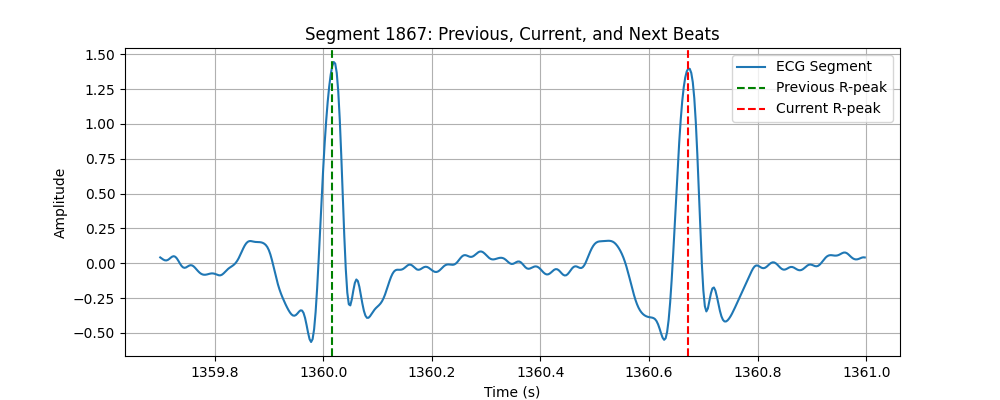 Segment 1867: Previous, Current, and Next Beats
1.50
1.25
1.00
0.75
0.50
0.25
0.00
−0.25
−0.50
Amplitude
ECG Segment
Previous R-peak
Current R-peak
1359.8 1360.0 1360.2 1360.4 1360.6 1360.8 1361.0
Time (s)